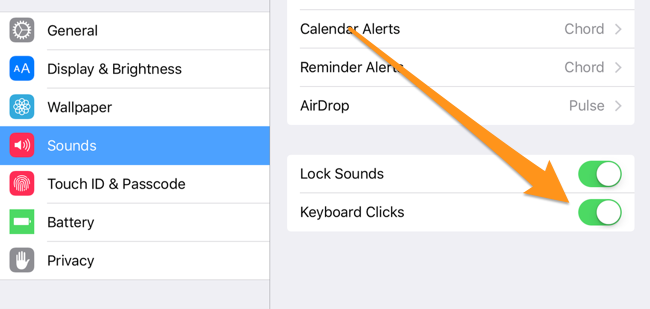 General
AA Display & Brightness
Wallpaper
Sounds
Touch ID & Passcode
Battery
Privacy
Calendar Alerts Chord
Reminder Alerts Chord
AirDrop Pulse
Lock Sounds
Keyboard Clicks